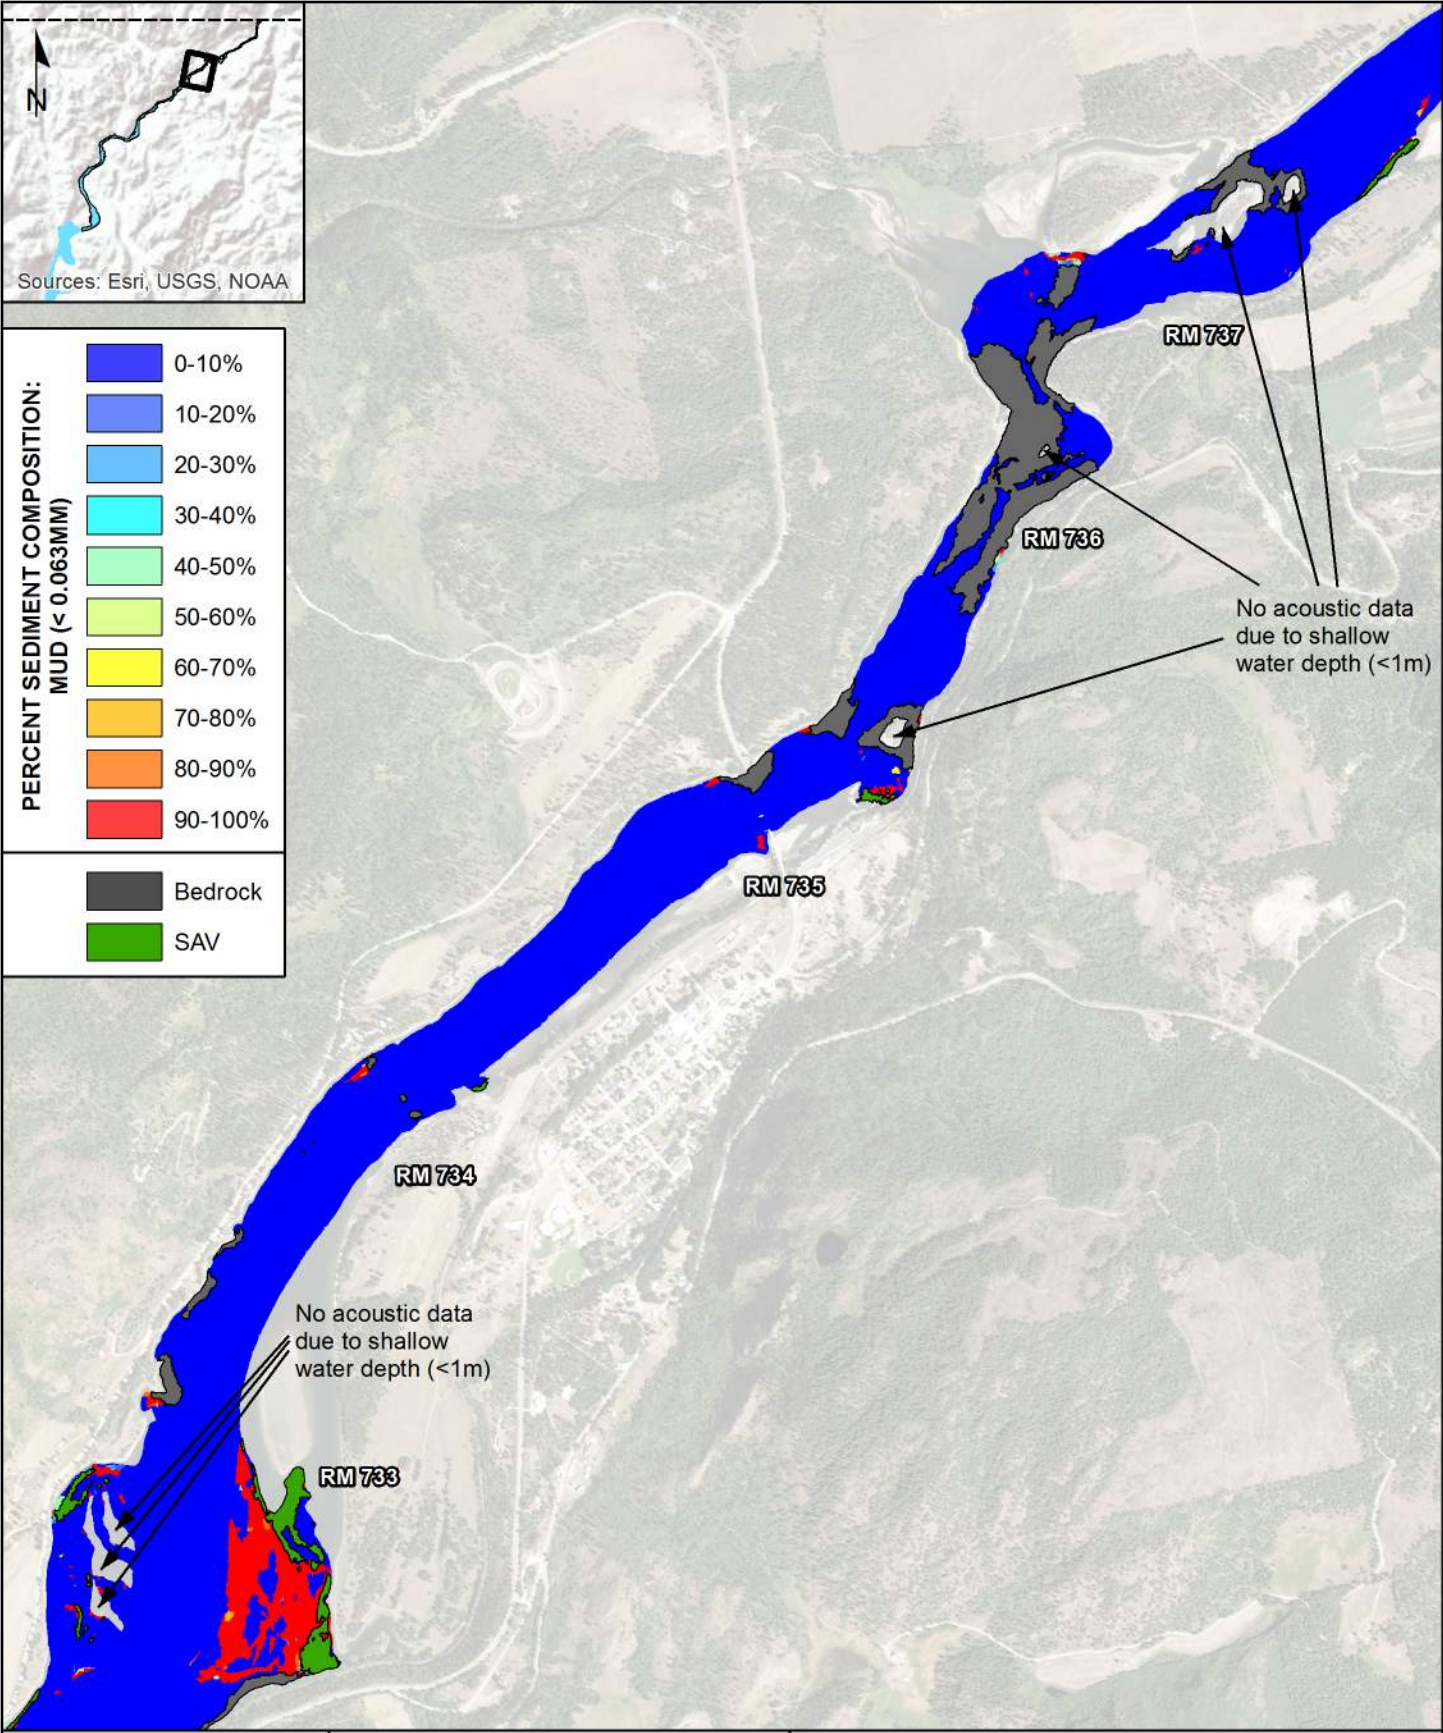 N
Sources: Esri, USGS, NOAA
PERCENT SEDIMENT COMPOSITION:
MUD (< 0.063MM)
0-10%
10-20%
20-30%
30-40%
40-50%
50-60%
60-70%
70-80%
80-90%
90-100%
Bedrock
SAV
RM 737
RM 736
No acoustic data
due to shallow
water depth (<1m)
RM 735
RM 734
No acoustic data
due to shallow
water depth (<1m)
RM 733